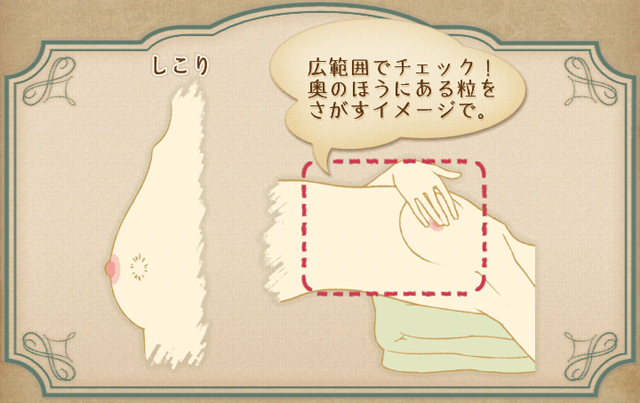 しこり
広範囲でチェック！
奥のほうにある粒を
さがすイメージで。